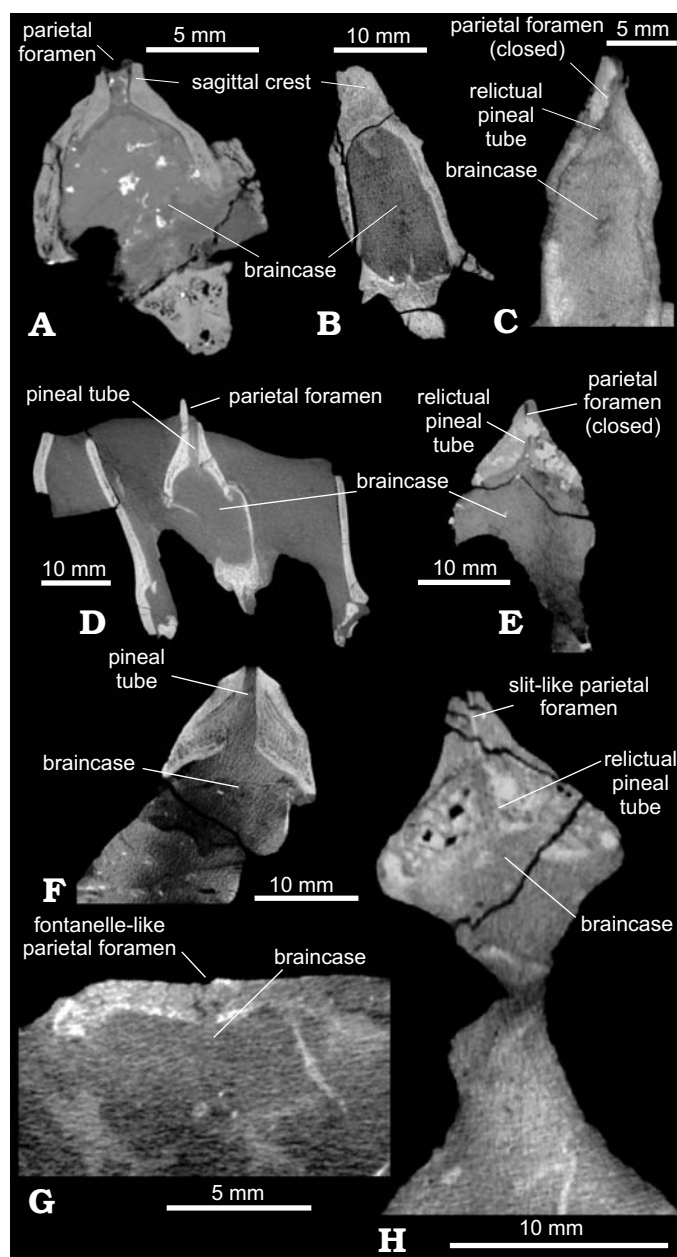 parietal
foramen
5 mm
sagittal crest
braincase
A
10 mm
B
parietal foramen
(closed)
5 mm
relictual
pineal
tube
braincase
C
pineal tube
parietal foramen
braincase
10 mm
D
relictual
pineal
tube
parietal
foramen
(closed)
10 mm
E
pineal
tube
braincase
F
10 mm
slit-like parietal
foramen
relictual
pineal
tube
braincase
fontanelle-like
parietal foramen
braincase
G
5 mm
H
10 mm